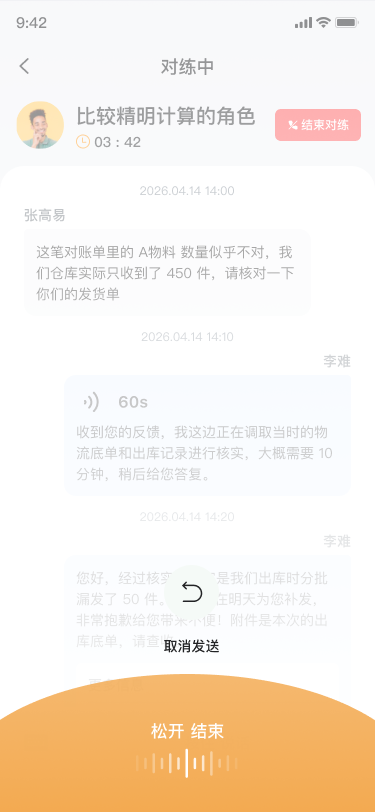 9:42
对练中
比较精明计算的角色
03 : 42
结束对练
2026.04.14 14:00
张高易
这笔对账单里的 A物料 数量似乎不对，我
们仓库实际只收到了 450 件，请核对一下
你们的发货单
2026.04.14 14:10
李难
60s
收到您的反馈，我这边正在调取当时的物
流底单和出库记录进行核实，大概需要 10
分钟，稍后给您答复。
2026.04.14 14:20
李难
您好，经过核实 是我们出库时分批
漏发了 50 件。 在明天为您补发，
非常抱歉给您带来不便！附件是本次的出
库底单，请查
取消发送
松开 结束